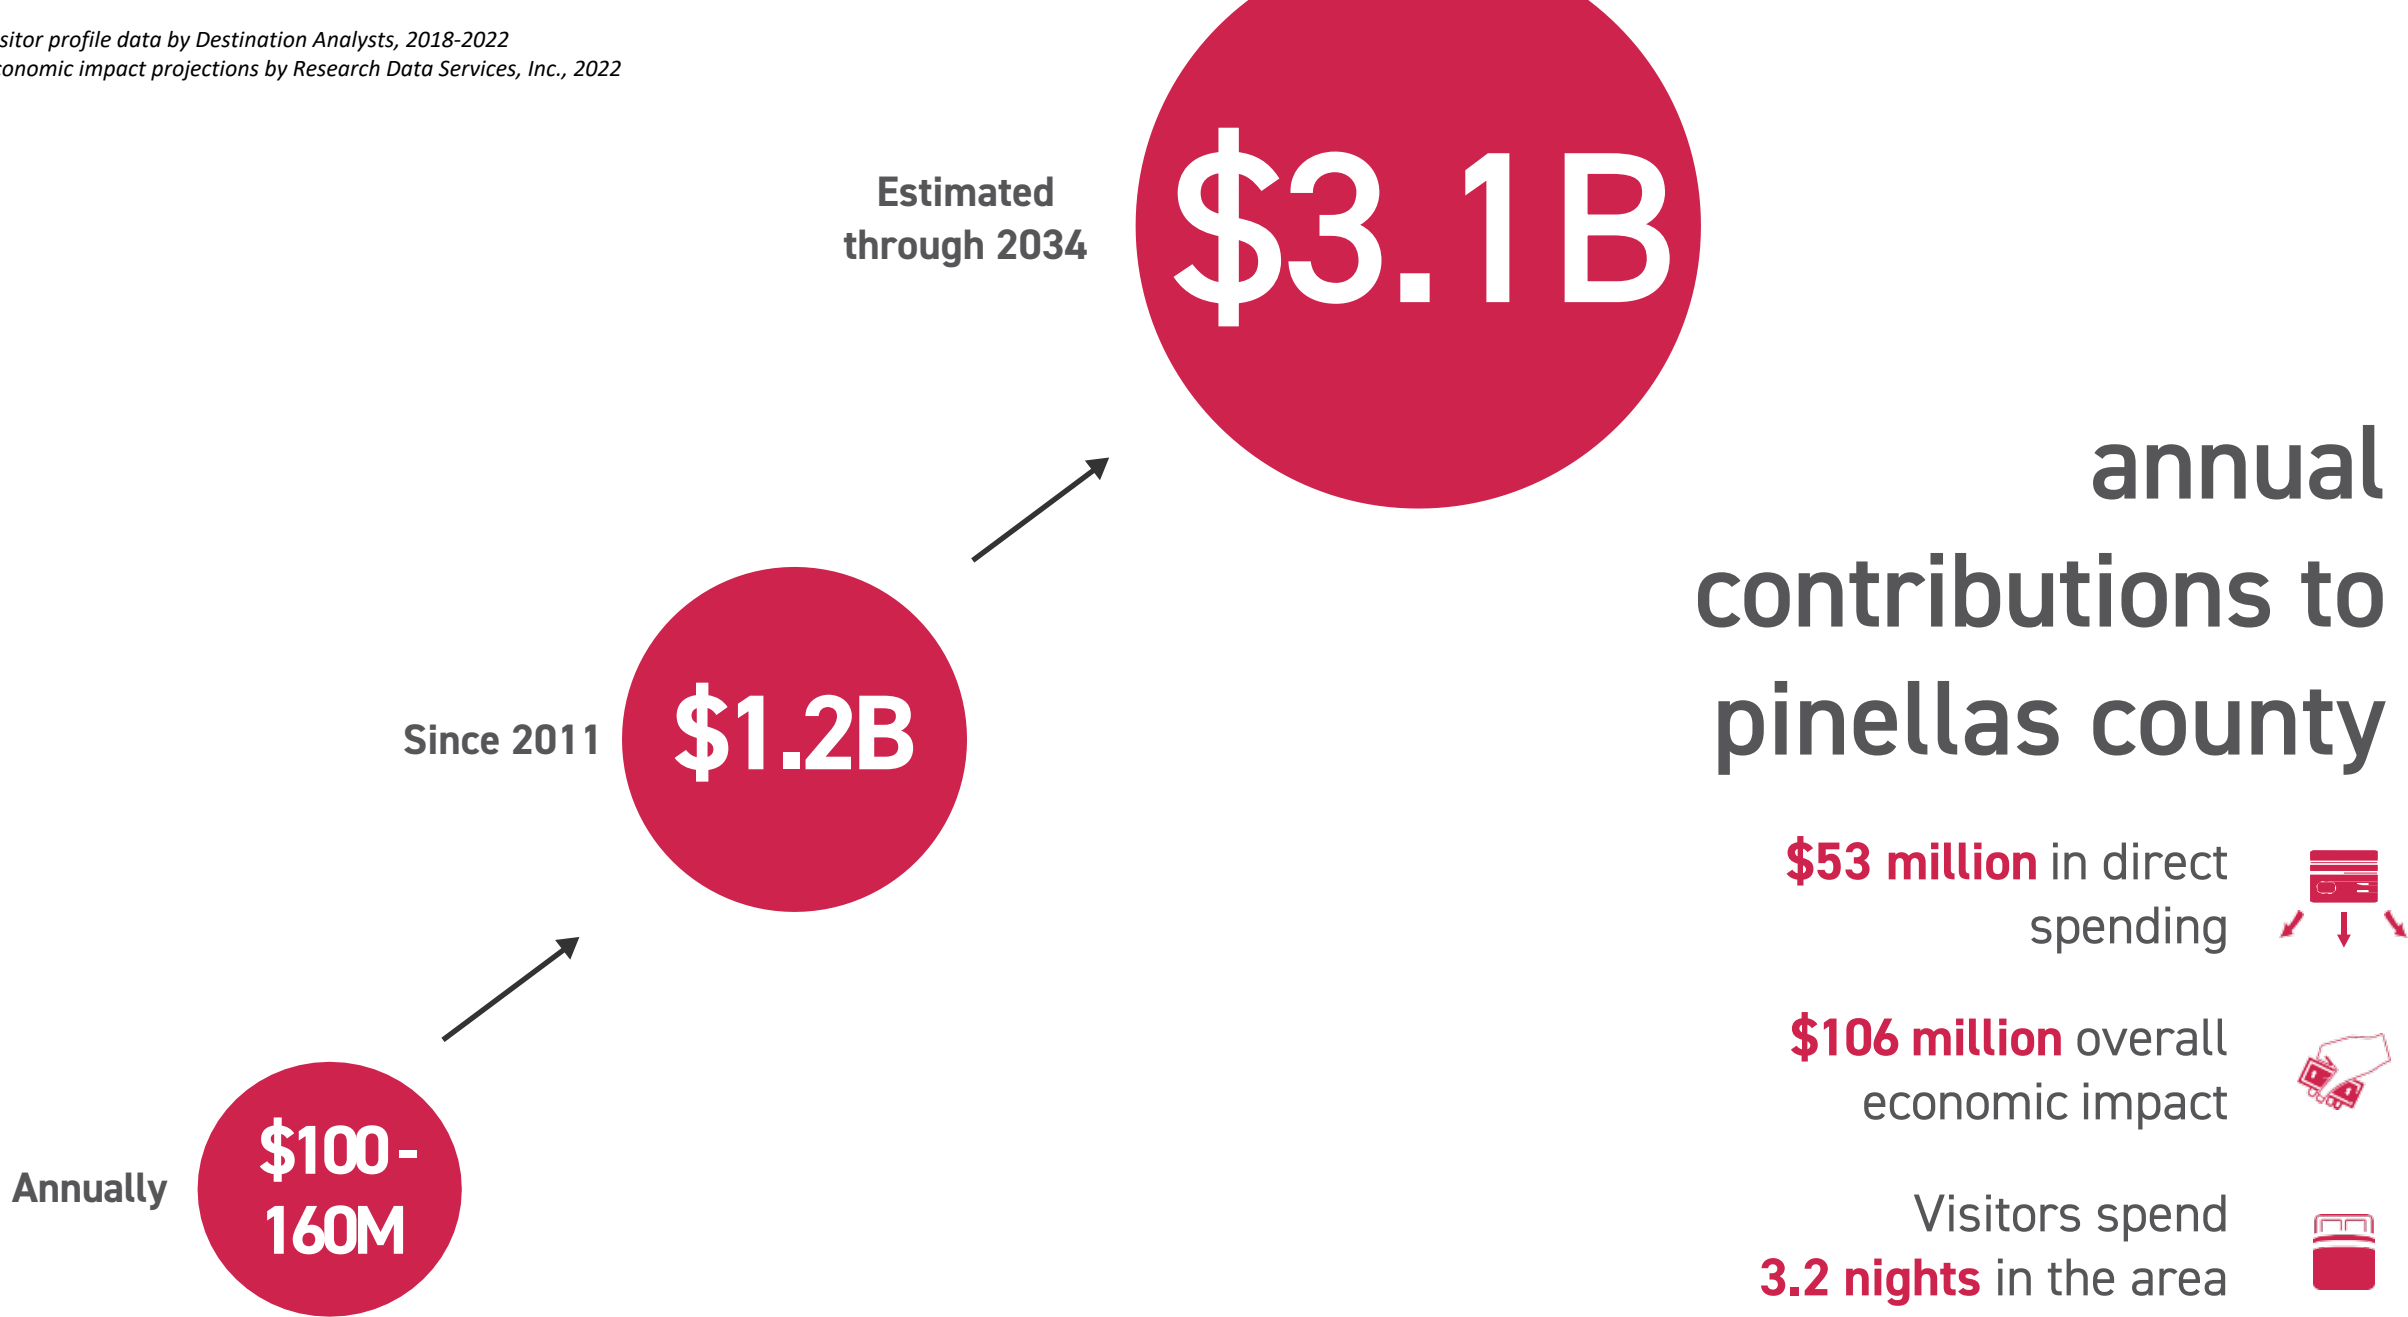 sitor profile data by Destination Analysts, 2018-2022
conomic impact projections by Research Data Services, Inc., 2022
Estimated
through 2034
$3.1B
Since 2011
$1.2B
Annually
$100-
160M
annual
contributions to
pinellas county
$53 million in direct
spending
$106 million overall
economic impact
Visitors spend
3.2 nights in the area